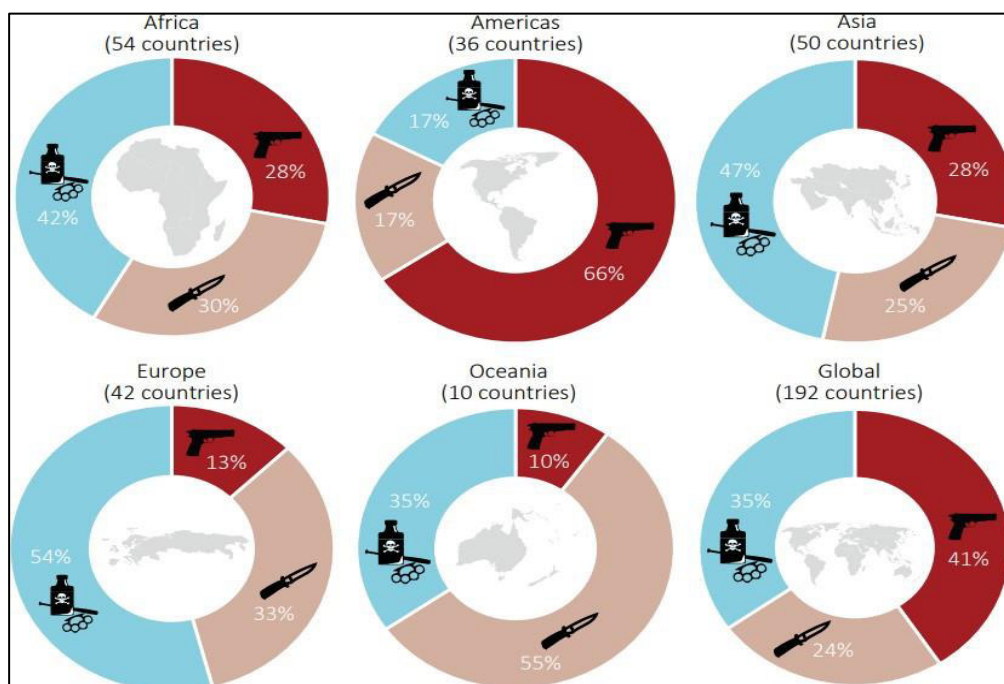 Africa
(54 countries)
28%
30%
42%
Americas
(36 countries)
66%
17%
17%
Asia
(50 countries)
28%
25%
47%
Europe
(42 countries)
13%
33%
54%
Oceania
(10 countries)
10%
55%
35%
Global
(192 countries)
41%
24%
35%